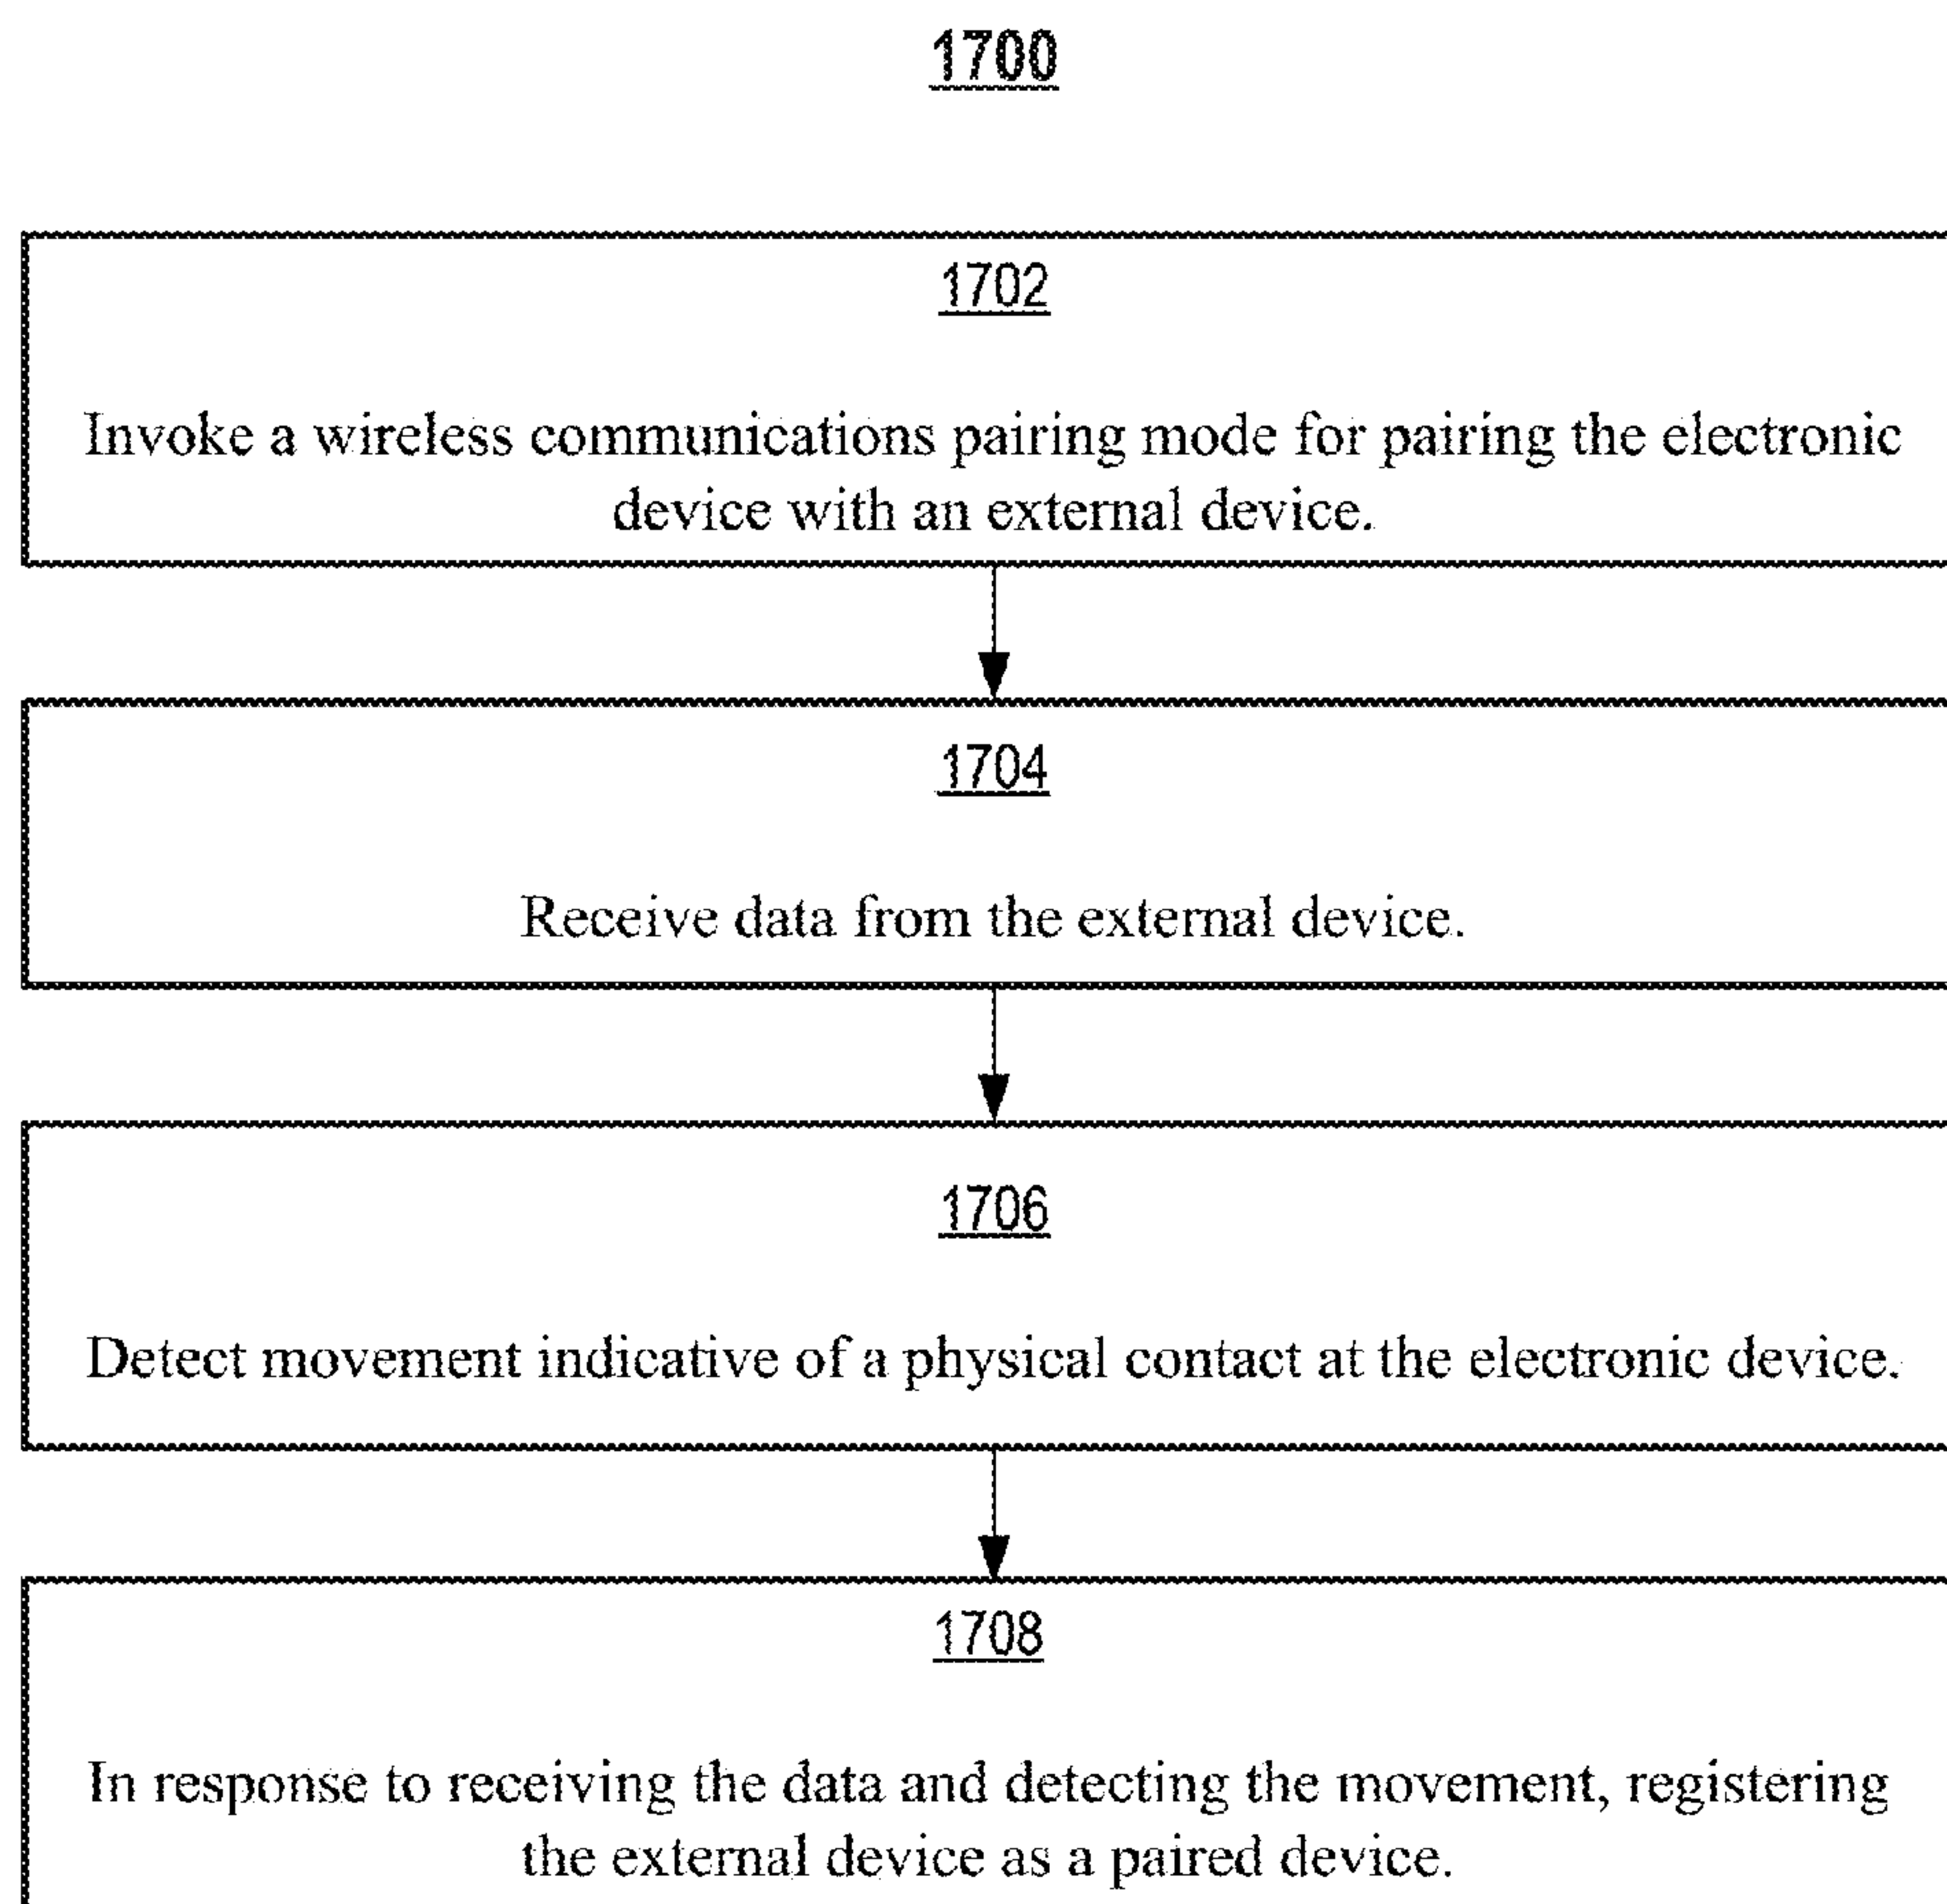 1700
1702
Invoke a wireless communications pairing mode for pairing the electronic
device with an external device.
1704
Receive data from the external device.
1706
Detect movement indicative of a physical contact at the electronic device.
1708
In response to receiving the data and detecting the movement, registering
the external device as a paired device.